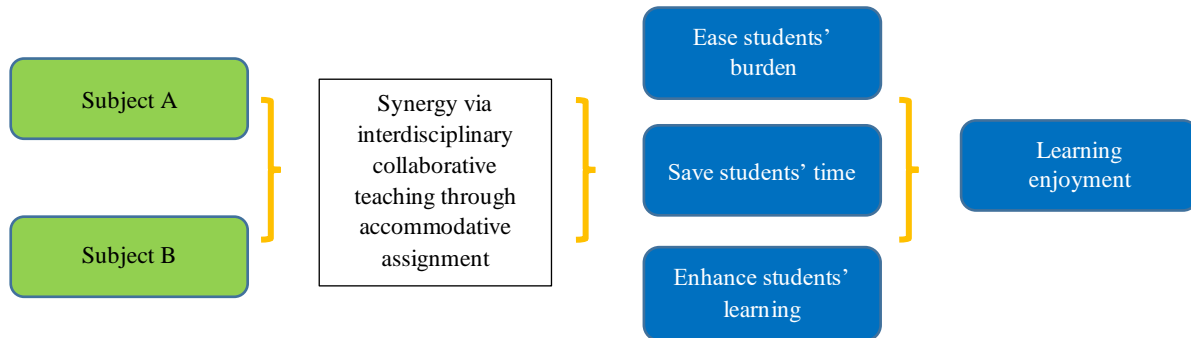 Subject A
Subject B
Synergy via
interdisciplinary
collaborative
teaching through
accommodative
assignment
Ease students’
burden
Save students’ time
Enhance students’
learning
Learning
enjoyment